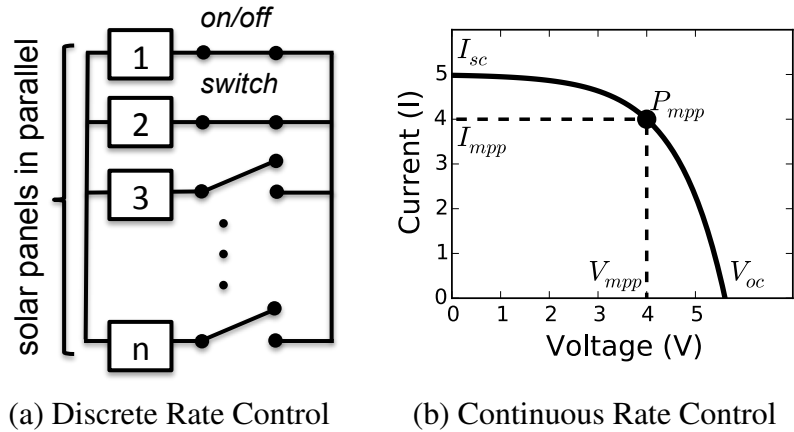 on/off
1
switch
2
3
n
solar panels in parallel
(a) Discrete Rate Control
I_sc
P_mpp
I_mpp
V_mpp
V_oc
5
4
3
2
1
0
0 1 2 3 4 5
Current (I)
Voltage (V)
(b) Continuous Rate Control